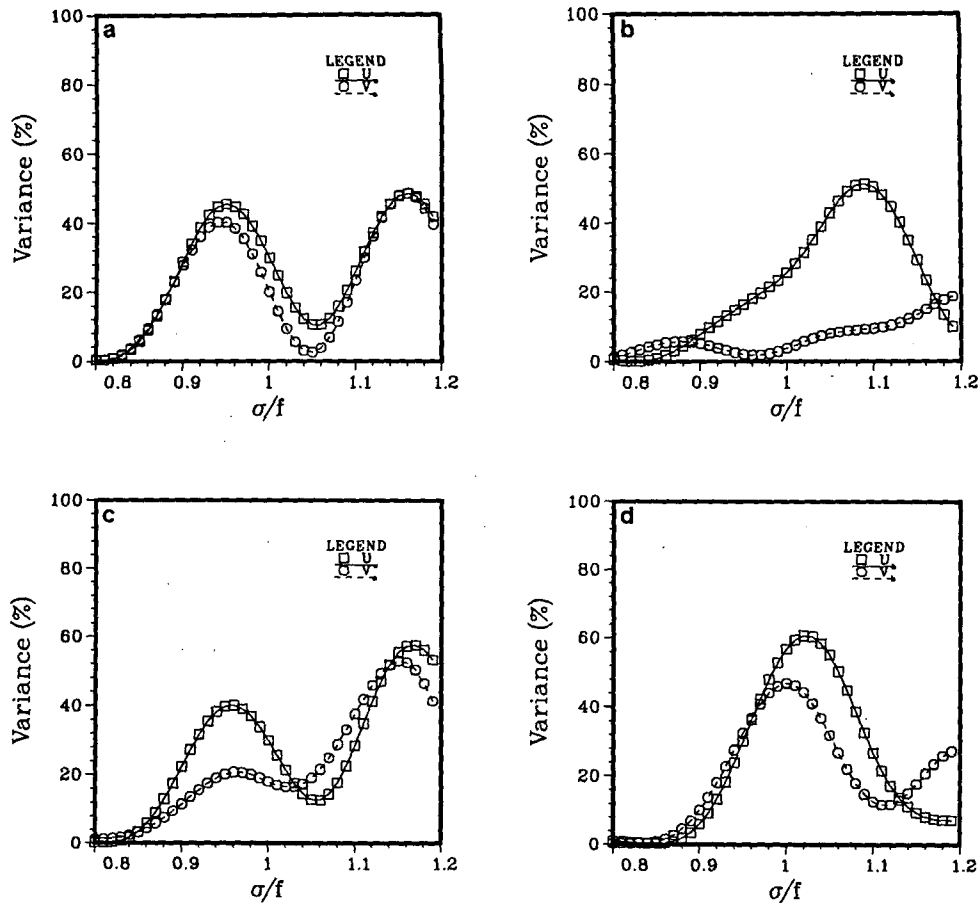 a
100
80
60
40
20
0
Variance (%)
LEGEND
U
V
0.8 0.9 1 1.1 1.2
σ/f
b
100
80
60
40
20
0
Variance (%)
LEGEND
U
V
0.8 0.9 1 1.1 1.2
σ/f
c
100
80
60
40
20
0
Variance (%)
LEGEND
U
V
0.8 0.9 1 1.1 1.2
σ/f
d
100
80
60
40
20
0
Variance (%)
LEGEND
U
V
0.8 0.9 1 1.1 1.2
σ/f